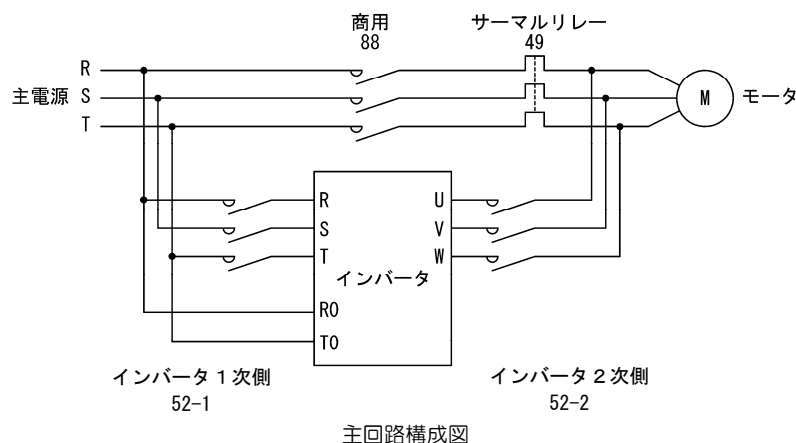 商用
88
サーマルリレー
49
R
主電源 S
T
M モータ
R
S
T
インバータ
U
V
W
R0
T0
インバータ1次側
52-1
インバータ2次側
52-2
主回路構成図